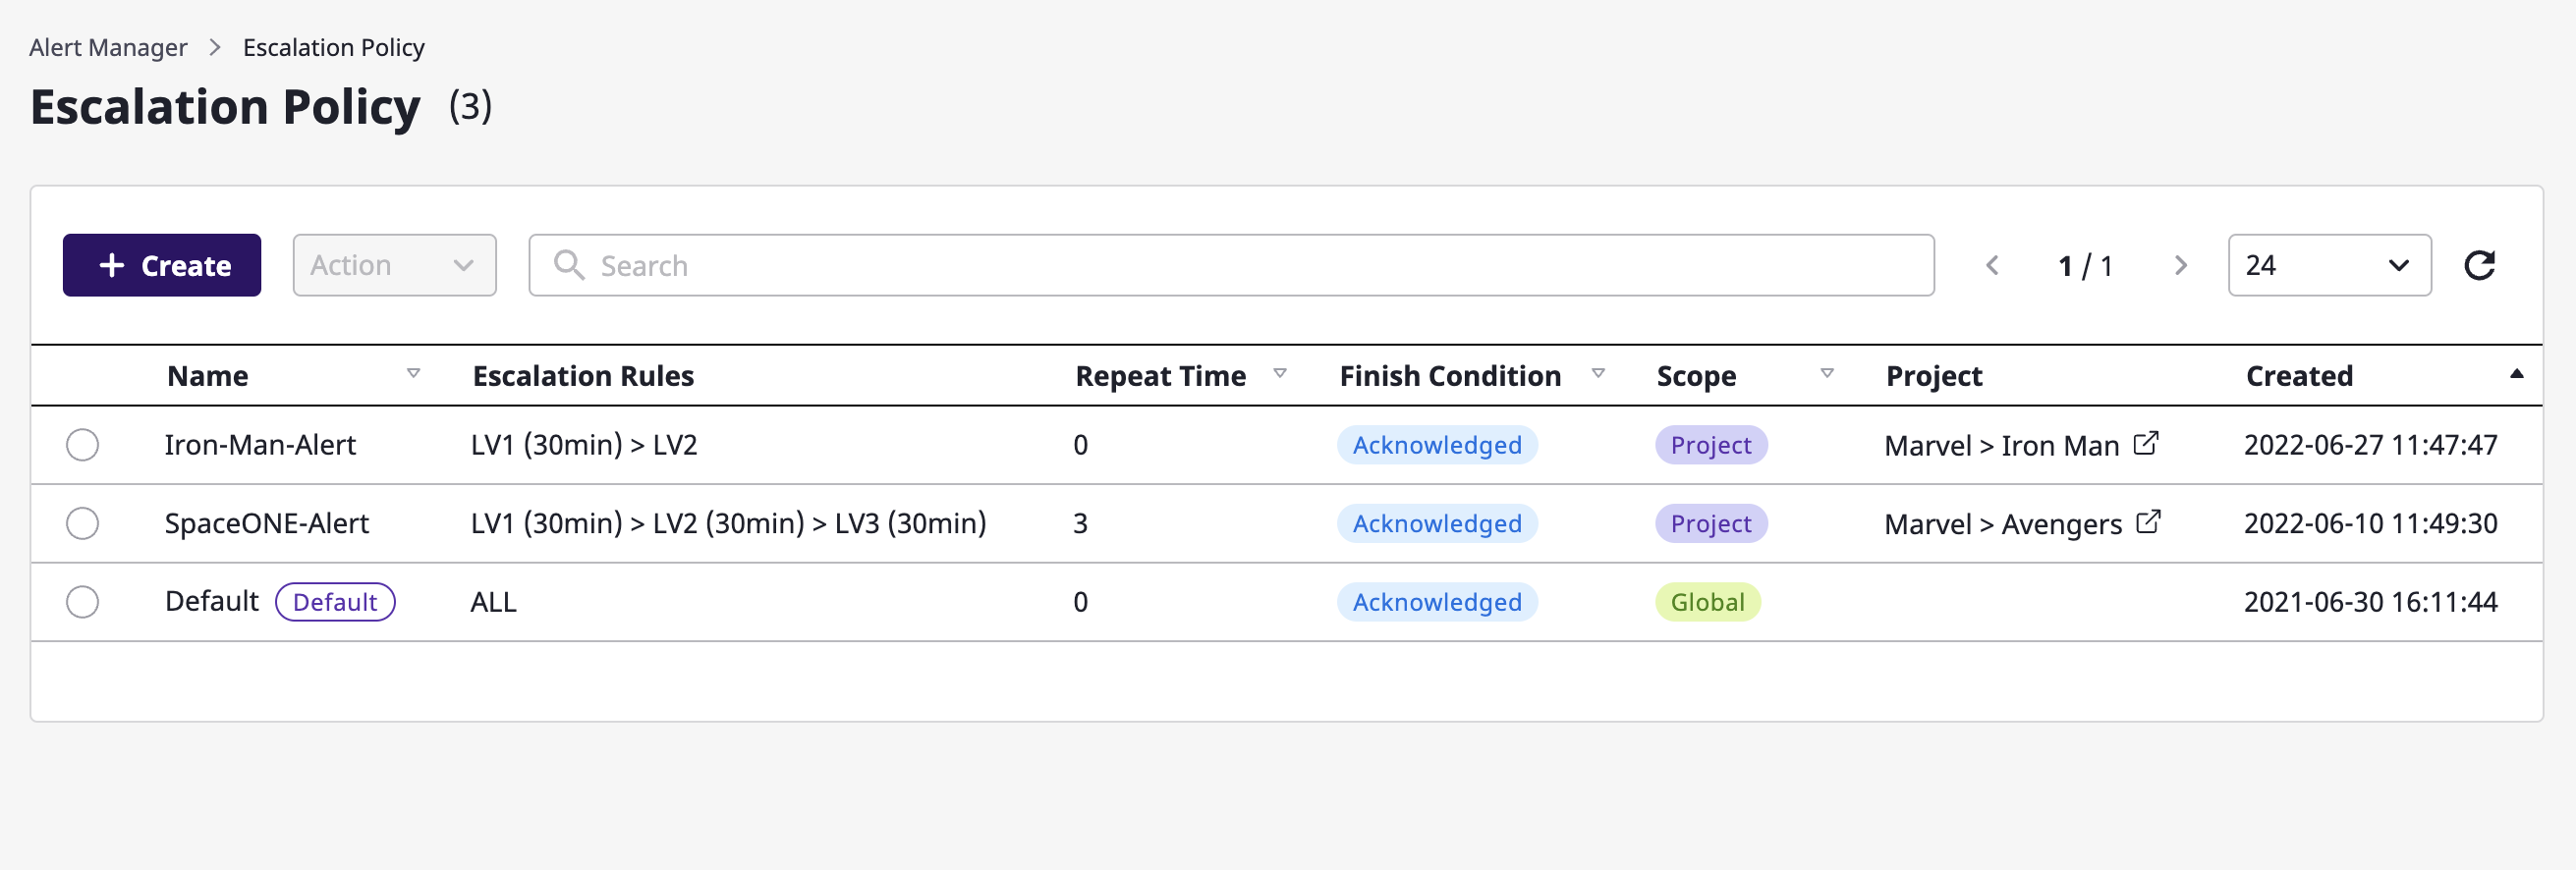 Alert Manager > Escalation Policy
Escalation Policy (3)
+ Create Action Search 1 / 1 24
Name Escalation Rules Repeat Time Finish Condition Scope Project Created
Iron-Man-Alert LV1 (30min) > LV2 0 Acknowledged Project Marvel > Iron Man 2022-06-27 11:47:47
SpaceONE-Alert LV1 (30min) > LV2 (30min) > LV3 (30min) 3 Acknowledged Project Marvel > Avengers 2022-06-10 11:49:30
Default Default ALL 0 Acknowledged Global 2021-06-30 16:11:44